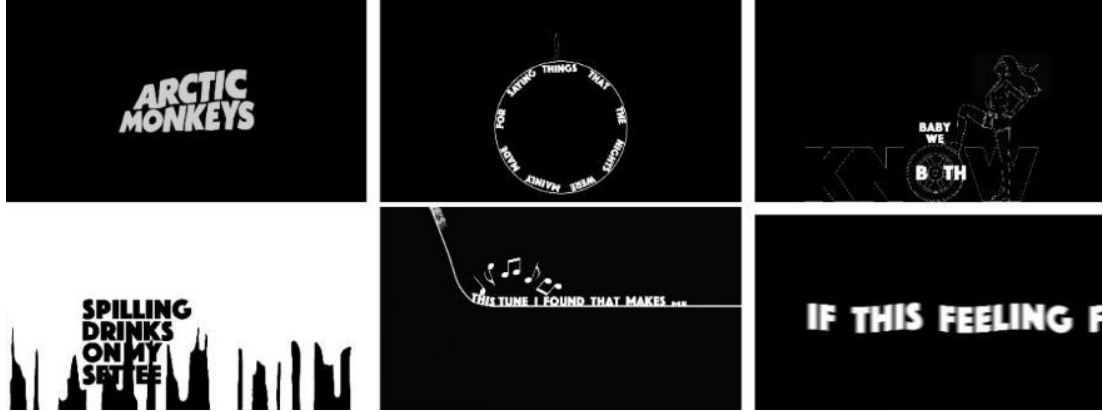 ARCTIC
MONKEYS
MADE FOR SAYING THINGS THAT THE NIGHTS WERE MAINLY
BABY
WE
BOTH
KNOW
SPILLING
DRINKS
ON MY
SETTEE
THIS TUNE I FOUND THAT MAKES ME
IF THIS FEELING F